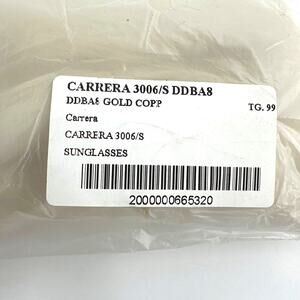 CARRERA 3006/S DDBA8
DDBA8 GOLD COPP TG. 99
Carrera
CARRERA 3006/S
SUNGLASSES
2000000665320